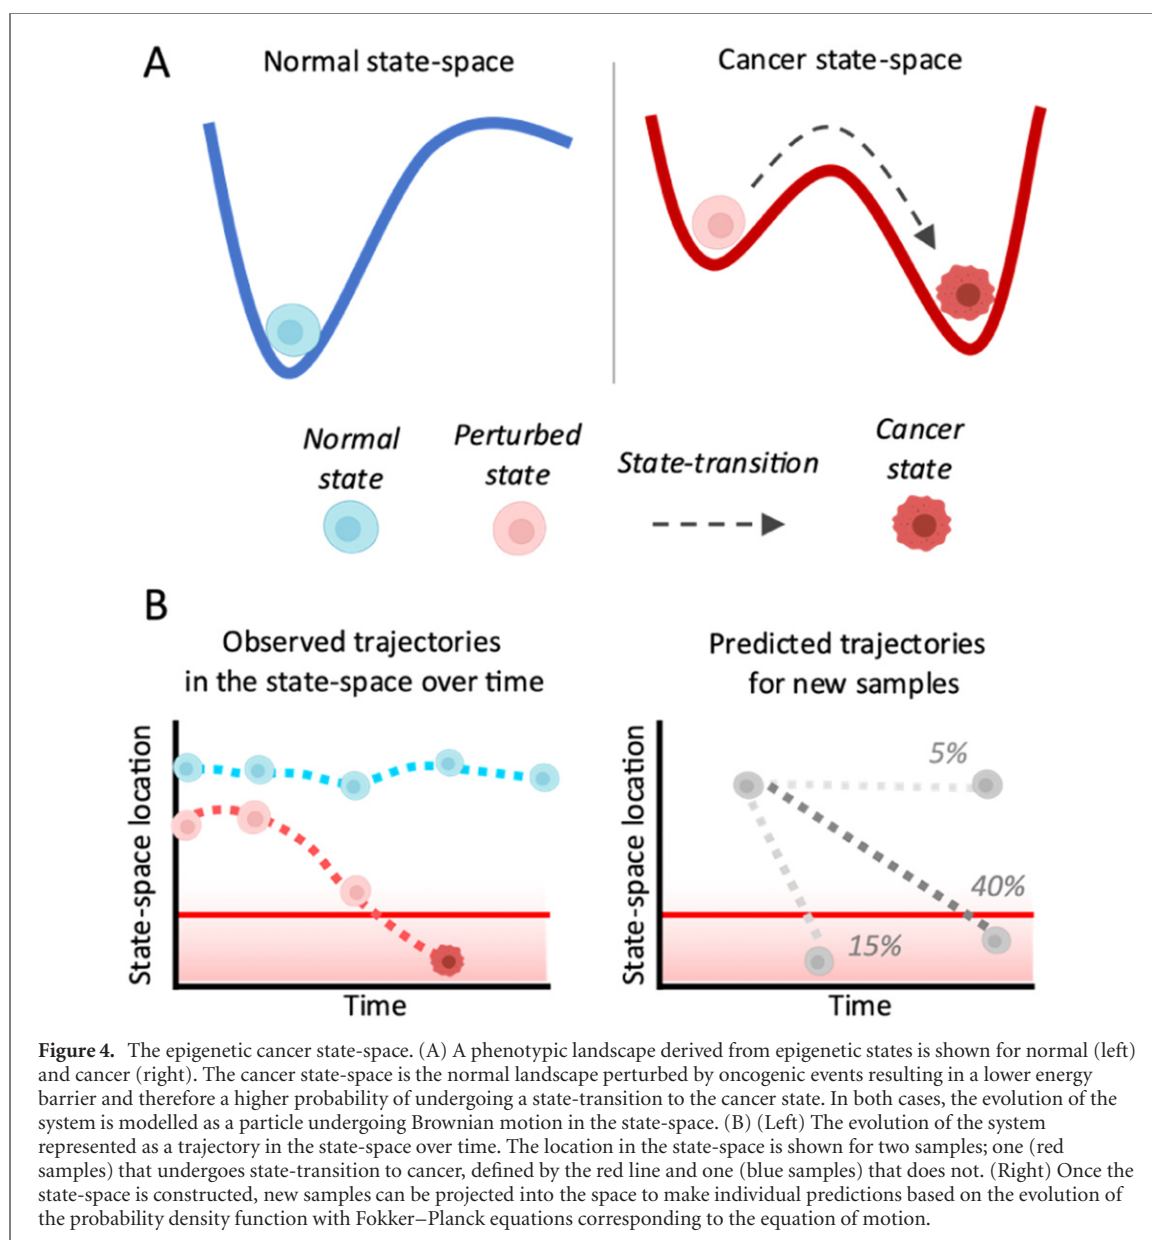 A
Normal state-space
Cancer state-space
Normal
state
Perturbed
state
State-transition
Cancer
state
B
Observed trajectories
in the state-space over time
State-space location
Time
Predicted trajectories
for new samples
State-space location
5%
40%
15%
Time
Figure 4. The epigenetic cancer state-space. (A) A phenotypic landscape derived from epigenetic states is shown for normal (left)
and cancer (right). The cancer state-space is the normal landscape perturbed by oncogenic events resulting in a lower energy
barrier and therefore a higher probability of undergoing a state-transition to the cancer state. In both cases, the evolution of the
system is modelled as a particle undergoing Brownian motion in the state-space. (B) (Left) The evolution of the system
represented as a trajectory in the state-space over time. The location in the state-space is shown for two samples; one (red
samples) that undergoes state-transition to cancer, defined by the red line and one (blue samples) that does not. (Right) Once the
state-space is constructed, new samples can be projected into the space to make individual predictions based on the evolution of
the probability density function with Fokker–Planck equations corresponding to the equation of motion.